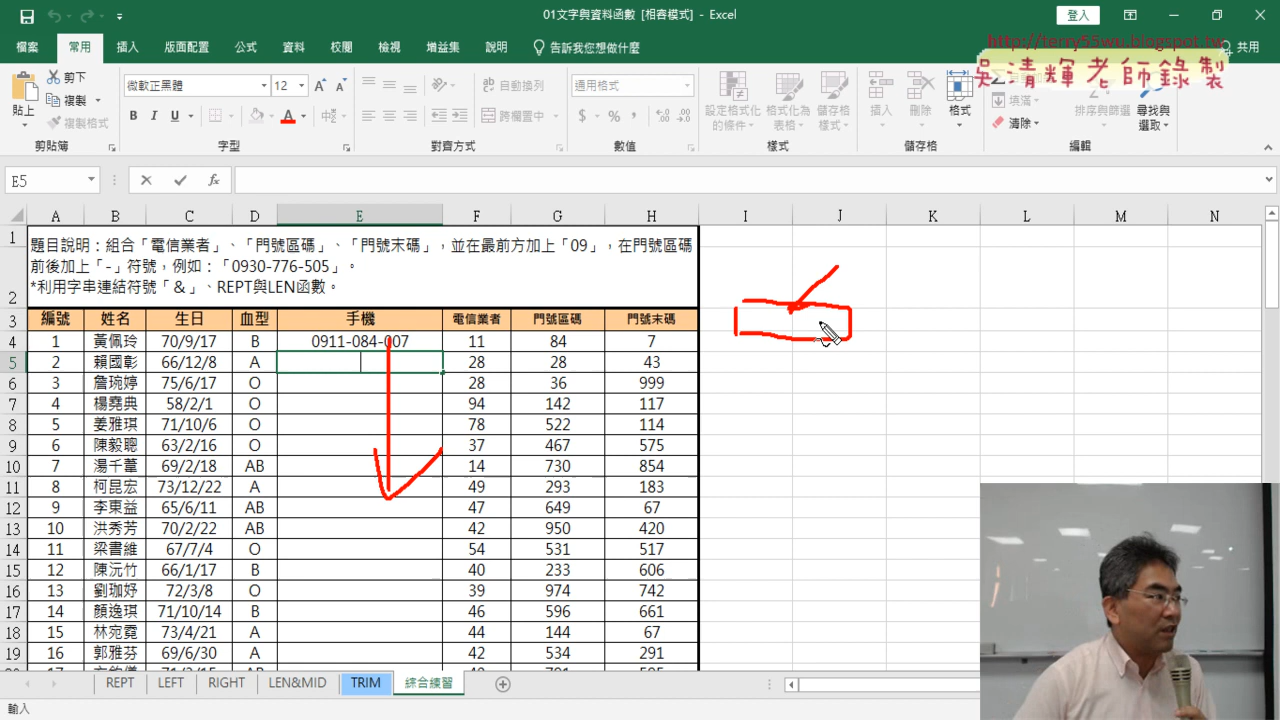 01文字與資料函數 [相容模式] - Excel
登入
http://terry55wu.blogspot.tw
吳清輝老師錄製
檔案 常用 插入 版面配置 公式 資料 校閱 檢視 增益集 說明 告訴我您想做什麼 共用
貼上 剪下 複製 複製格式 剪貼簿
微軟正黑體 12 B I U A 字型
自動換列 跨欄置中 對齊方式
通用格式 $ % 數值
設定格式化的條件 格式化為表格 儲存格樣式 樣式
插入 刪除 格式 儲存格
填滿 清除 排序與篩選 尋找與選取 編輯
E5 fx
A B C D E F G H I J K L M N
1 題目說明：組合「電信業者」、「門號區碼」、「門號末碼」，並在最前方加上「09」，在門號區碼
前後加上「-」符號，例如：「0930-776-505」。
2 *利用字串連結符號「&」、REPT與LEN函數。
3 編號 姓名 生日 血型 手機 電信業者 門號區碼 門號末碼
4 1 黃佩玲 70/9/17 B 0911-084-007 11 84 7
5 2 賴國彰 66/12/8 A 28 28 43
6 3 詹琬婷 75/6/17 O 28 36 999
7 4 楊堯典 58/2/1 O 94 142 117
8 5 姜雅琪 71/10/6 O 78 522 114
9 6 陳毅聰 63/2/16 O 37 467 575
10 7 湯千葦 69/2/18 AB 14 730 854
11 8 柯昆宏 73/12/22 A 49 293 183
12 9 李東益 65/6/11 AB 47 649 67
13 10 洪秀芳 70/2/22 AB 42 950 420
14 11 梁書維 67/7/4 O 54 531 517
15 12 陳沅竹 66/1/17 B 40 233 606
16 13 劉珈妤 72/3/8 O 39 974 742
17 14 顏逸琪 71/10/14 B 46 596 661
18 15 林宛霓 73/4/21 A 44 144 67
19 16 郭雅芬 69/6/30 A 42 534 291
REPT LEFT RIGHT LEN&MID TRIM 綜合練習
輸入